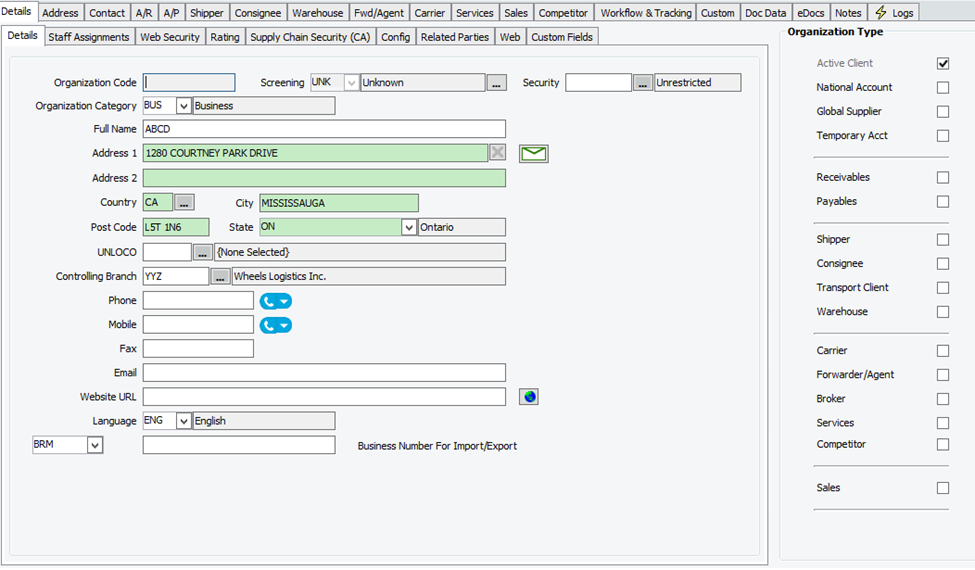 Details Address Contact A/R A/P Shipper Consignee Warehouse Fwd/Agent Carrier Services Sales Competitor Workflow & Tracking Custom Doc Data eDocs Notes Logs
Details Staff Assignments Web Security Rating Supply Chain Security (CA) Config Related Parties Web Custom Fields
Organization Code Screening UNK Unknown ... Security ... Unrestricted
Organization Category BUS Business
Full Name ABCD
Address 1 1280 COURTNEY PARK DRIVE
Address 2
Country CA ... City MISSISSAUGA
Post Code L5T 1N6 State ON Ontario
UNLOCO ... {None Selected}
Controlling Branch YYZ ... Wheels Logistics Inc.
Phone
Mobile
Fax
Email
Website URL
Language ENG English
BRM Business Number For Import/Export
Organization Type
Active Client
National Account
Global Supplier
Temporary Acct
Receivables
Payables
Shipper
Consignee
Transport Client
Warehouse
Carrier
Forwarder/Agent
Broker
Services
Competitor
Sales